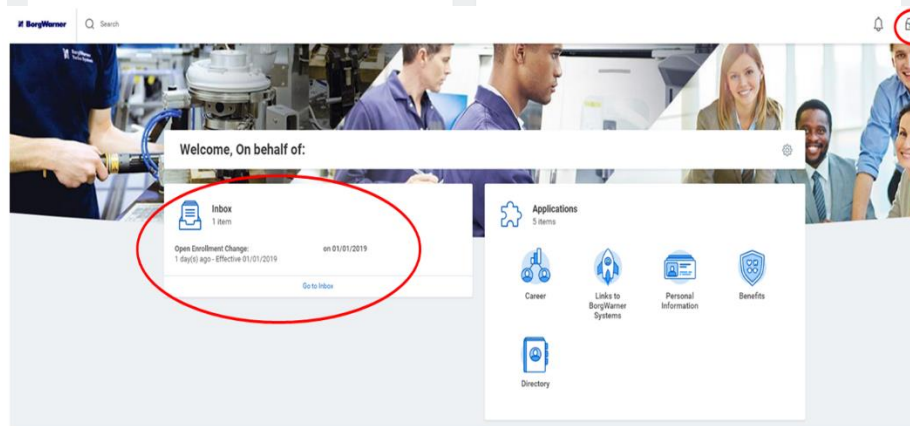 BorgWarner
Search
Welcome, On behalf of:
Inbox
1 item
Open Enrollment Change: on 01/01/2019
1 day(s) ago - Effective 01/01/2019
Go to Inbox
Applications
5 items
Career
Links to
BorgWarner
Systems
Personal
Information
Benefits
Directory